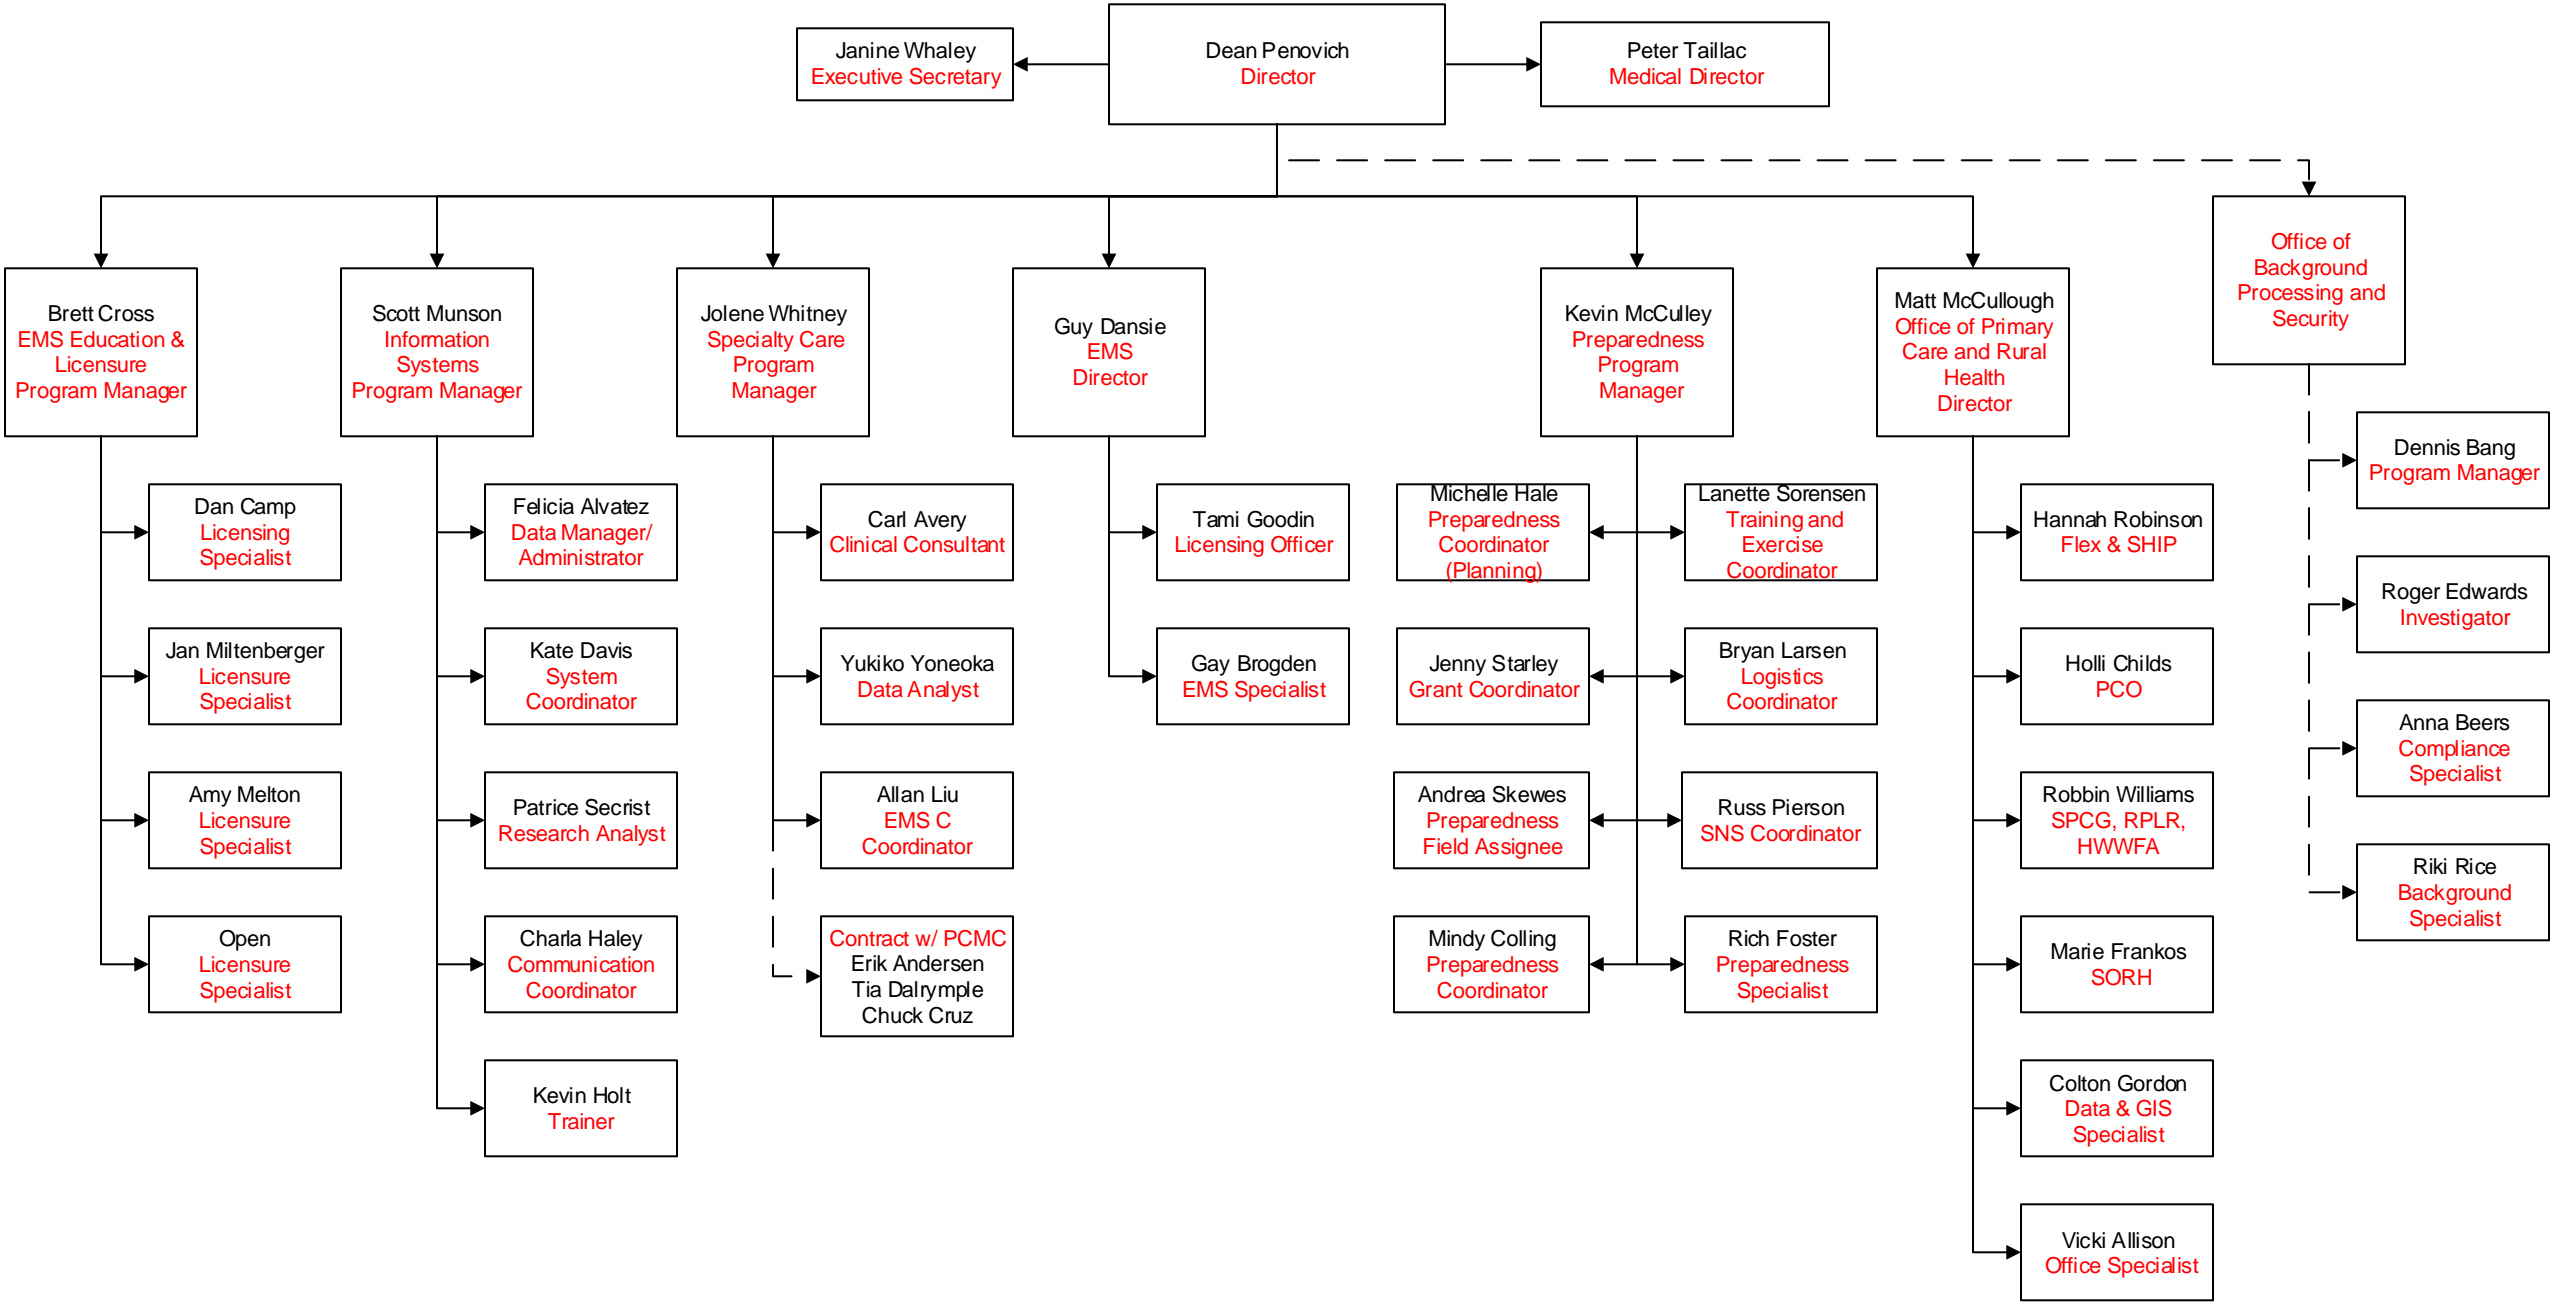 Janine Whaley
Executive Secretary
Dean Penovich
Director
Peter Taillac
Medical Director
Brett Cross
EMS Education &
Licensure
Program Manager
Scott Munson
Information
Systems
Program Manager
Jolene Whitney
Specialty Care
Program
Manager
Guy Dansie
EMS
Director
Kevin McCulley
Preparedness
Program
Manager
Matt McCullough
Office of Primary
Care and Rural
Health
Director
Office of
Background
Processing and
Security
Dan Camp
Licensing
Specialist
Jan Miltenberger
Licensure
Specialist
Amy Melton
Licensure
Specialist
Open
Licensure
Specialist
Felicia Alvatez
Data Manager/
Administrator
Kate Davis
System
Coordinator
Patrice Secrist
Research Analyst
Charla Haley
Communication
Coordinator
Kevin Holt
Trainer
Carl Avery
Clinical Consultant
Yukiko Yoneoka
Data Analyst
Allan Liu
EMS C
Coordinator
Contract w/ PCMC
Erik Andersen
Tia Dalrymple
Chuck Cruz
Tami Goodin
Licensing Officer
Gay Brogden
EMS Specialist
Michelle Hale
Preparedness
Coordinator
(Planning)
Jenny Starley
Grant Coordinator
Andrea Skewes
Preparedness
Field Assignee
Mindy Colling
Preparedness
Coordinator
Lanette Sorensen
Training and
Exercise
Coordinator
Bryan Larsen
Logistics
Coordinator
Russ Pierson
SNS Coordinator
Rich Foster
Preparedness
Specialist
Hannah Robinson
Flex & SHIP
Holli Childs
PCO
Robbin Williams
SPCG, RPLR,
HWWFA
Marie Frankos
SORH
Colton Gordon
Data & GIS
Specialist
Vicki Allison
Office Specialist
Dennis Bang
Program Manager
Roger Edwards
Investigator
Anna Beers
Compliance
Specialist
Riki Rice
Background
Specialist